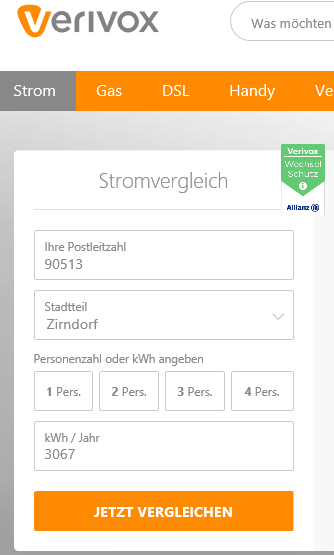 verivox
Was möchten
Strom Gas DSL Handy Ve
Verivox
Wechsel
Schutz
Allianz
Stromvergleich
Ihre Postleitzahl
90513
Stadtteil
Zirndorf
Personenzahl oder kWh angeben
1 Pers. 2 Pers. 3 Pers. 4 Pers.
kWh / Jahr
3067
JETZT VERGLEICHEN